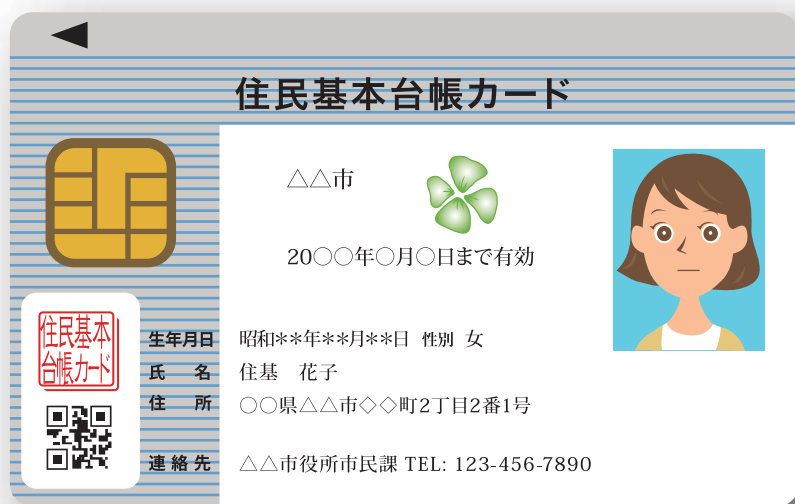 住民基本台帳カード
△△市
20○○年○月○日まで有効
住民基本
台帳カード
生年月日 昭和**年**月**日 性別 女
氏 名 住基 花子
住 所 ○○県△△市◇◇町2丁目2番1号
連絡先 △△市役所市民課 TEL: 123-456-7890